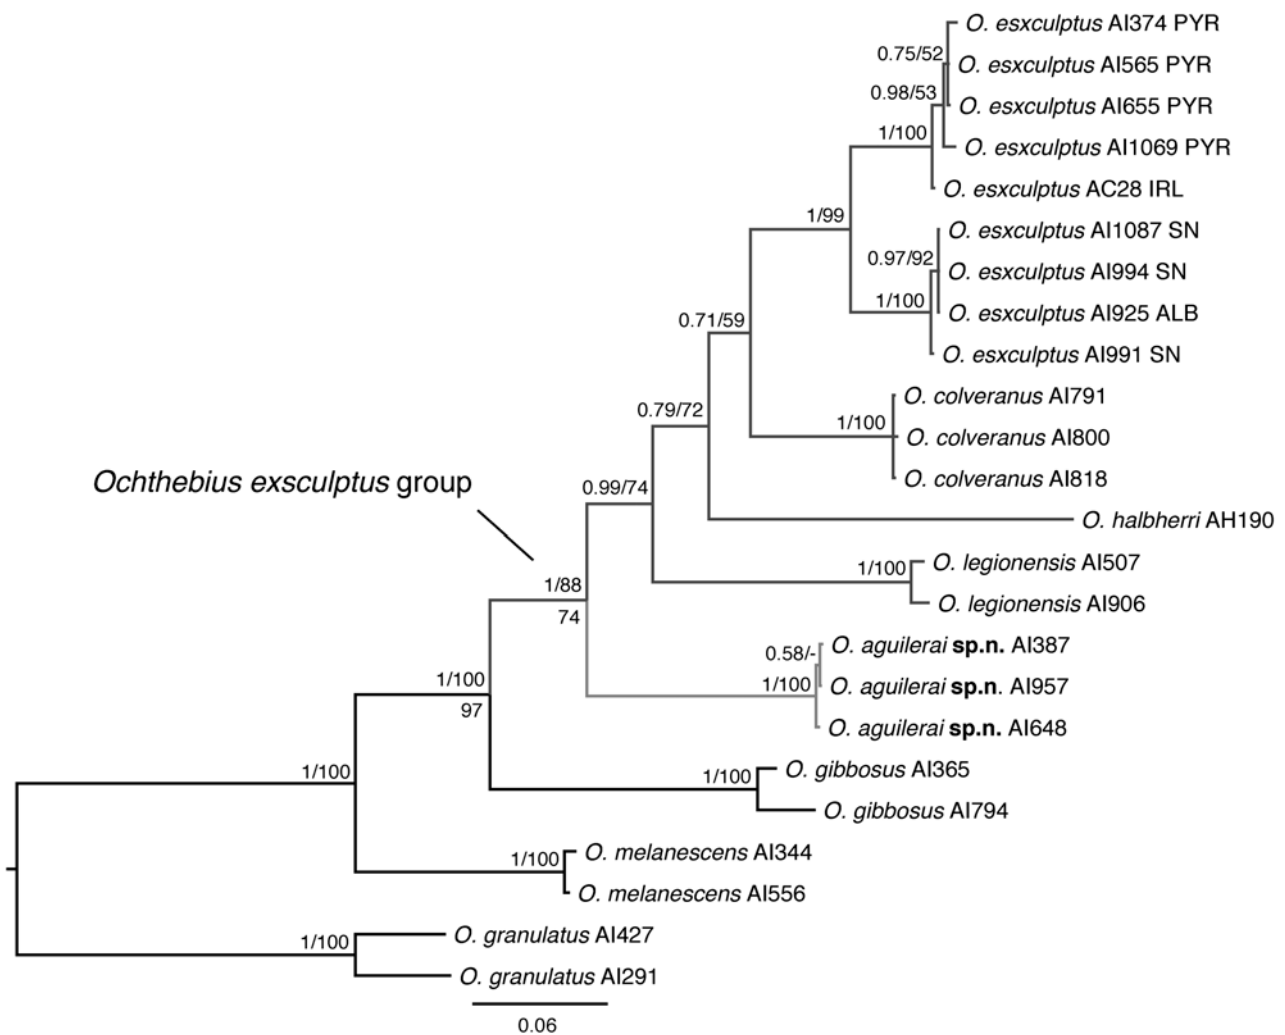 O. esxculptus AI374 PYR
0.75/52
O. esxculptus AI565 PYR
0.98/53
O. esxculptus AI655 PYR
1/100
O. esxculptus AI1069 PYR
O. esxculptus AC28 IRL
1/99
O. esxculptus AI1087 SN
0.97/92
O. esxculptus AI994 SN
1/100
O. esxculptus AI925 ALB
0.71/59
O. esxculptus AI991 SN
O. colveranus AI791
0.79/72
1/100
O. colveranus AI800
O. colveranus AI818
Ochthebius exsculptus group
0.99/74
O. halbherri AH190
1/100
O. legionensis AI507
1/88
O. legionensis AI906
74
O. aguilerai sp.n. AI387
0.58/-
1/100
O. aguilerai sp.n. AI957
1/100
97
O. aguilerai sp.n. AI648
1/100
1/100
O. gibbosus AI365
O. gibbosus AI794
1/100
O. melanescens AI344
O. melanescens AI556
1/100
O. granulatus AI427
O. granulatus AI291
0.06